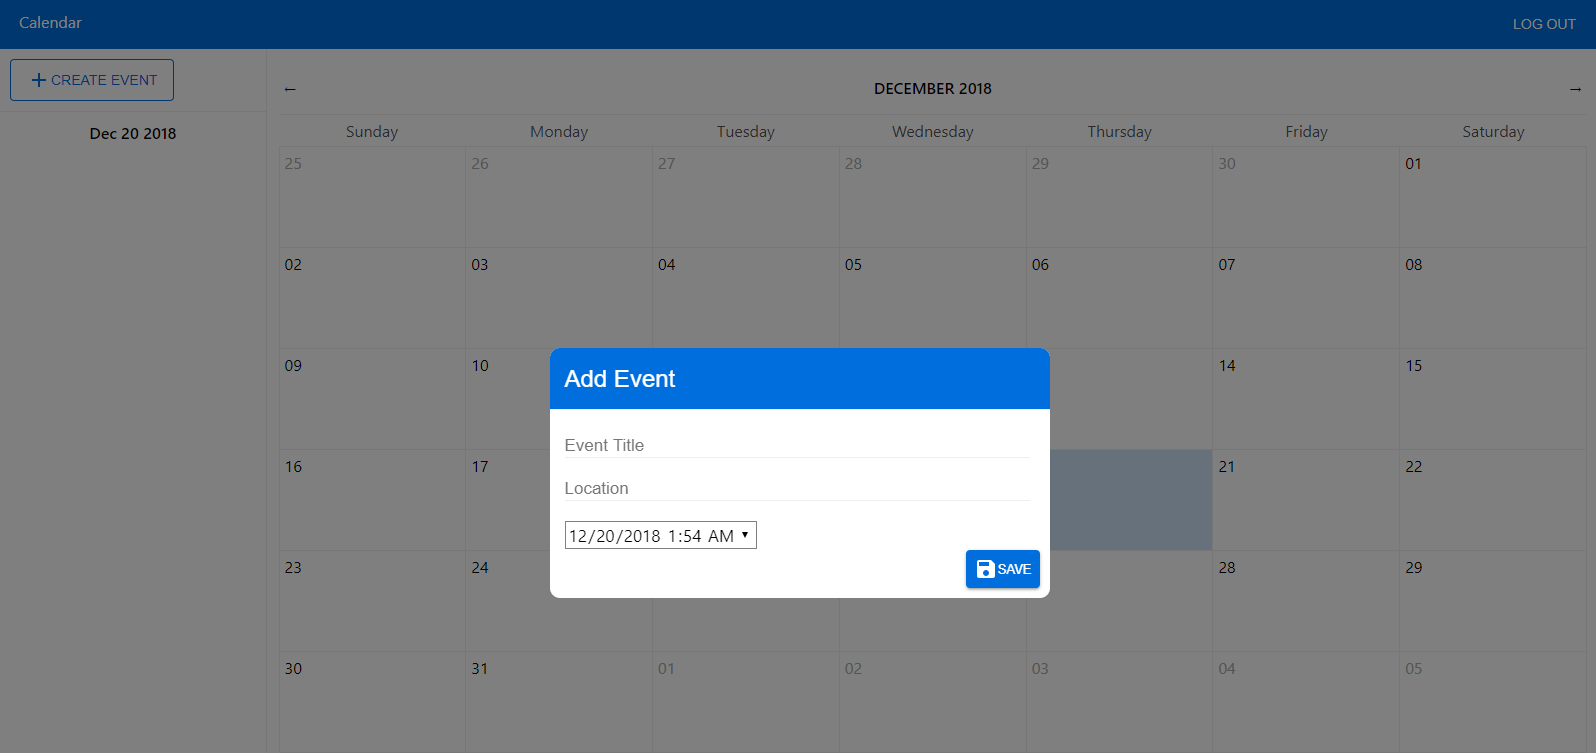 Calendar LOG OUT
CREATE EVENT
Dec 20 2018
← DECEMBER 2018 →
Sunday Monday Tuesday Wednesday Thursday Friday Saturday
25 26 27 28 29 30 01
02 03 04 05 06 07 08
09 10 14 15
16 17 21 22
23 24 28 29
30 31 01 02 03 04 05
Add Event
Event Title
Location
12/20/2018 1:54 AM
SAVE